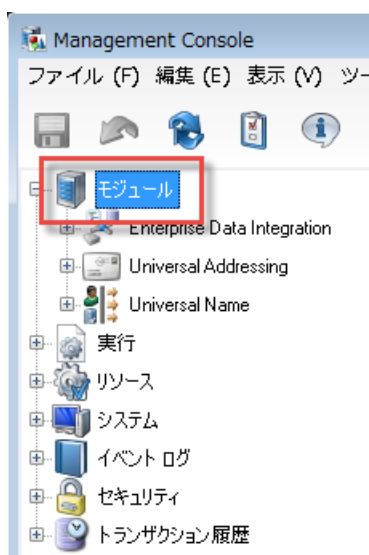 Management Console
ファイル (F) 編集 (E) 表示 (V) ツー
モジュール
Enterprise Data Integration
Universal Addressing
Universal Name
実行
リソース
システム
イベント ログ
セキュリティ
トランザクション履歴